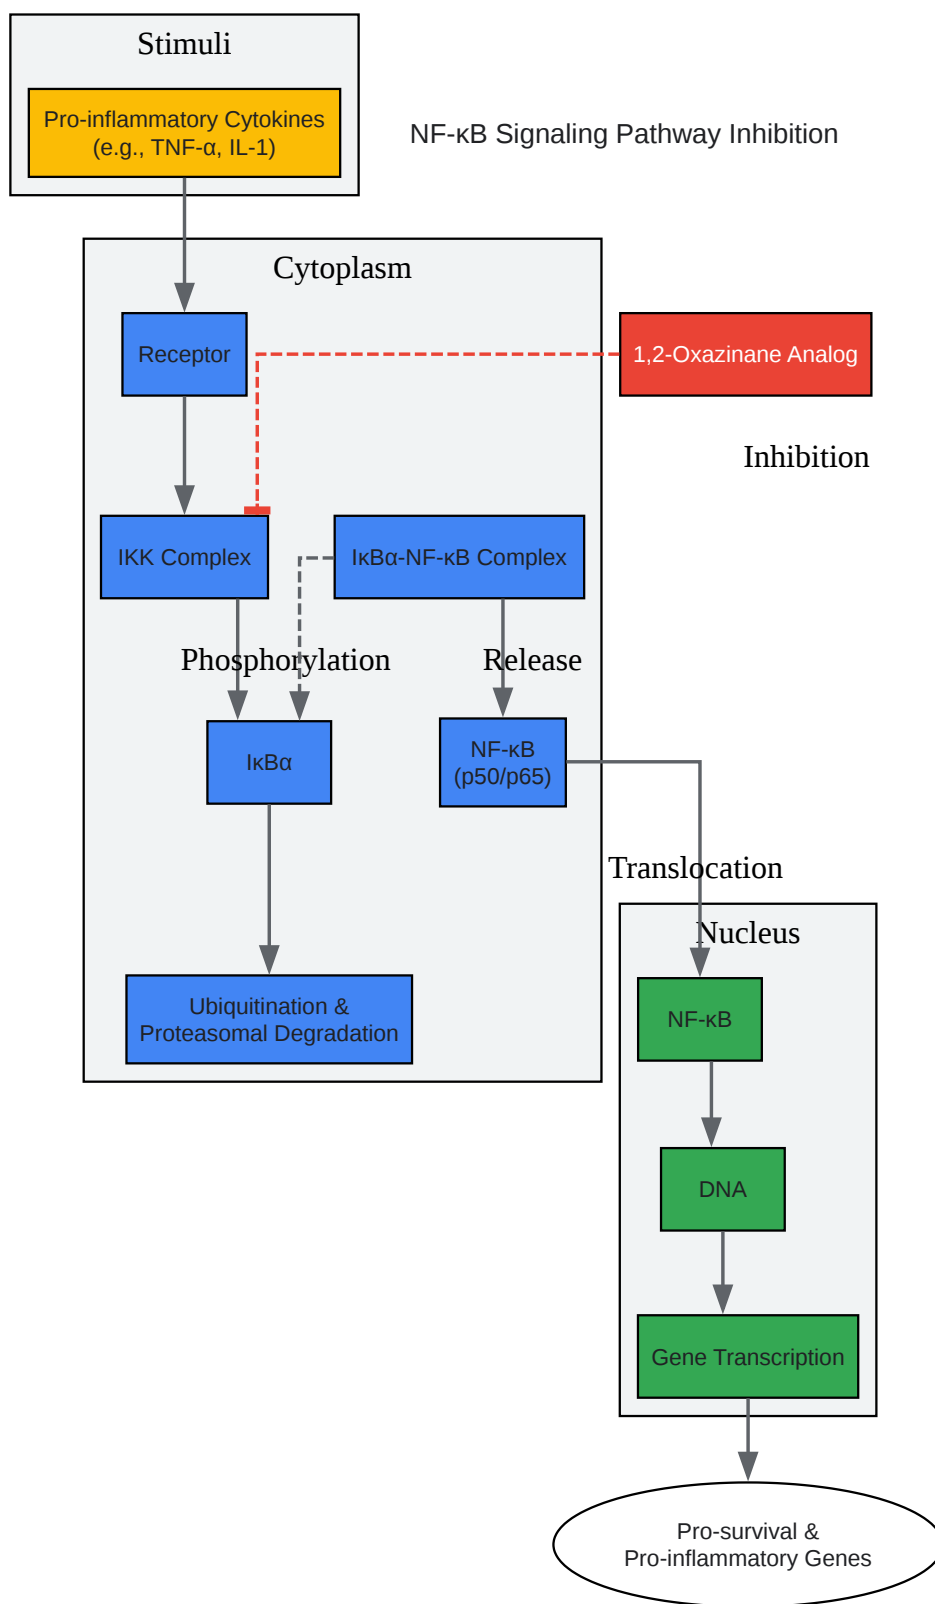 Stimuli
Pro-inflammatory Cytokines
(e.g., TNF-α, IL-1)
NF-κB Signaling Pathway Inhibition
Cytoplasm
Receptor
1,2-Oxazinane Analog
Inhibition
IKK Complex
IκBα-NF-κB Complex
Phosphorylation
Release
IκBα
NF-κB
(p50/p65)
Translocation
Nucleus
Ubiquitination &
Proteasomal Degradation
NF-κB
DNA
Gene Transcription
Pro-survival &
Pro-inflammatory Genes